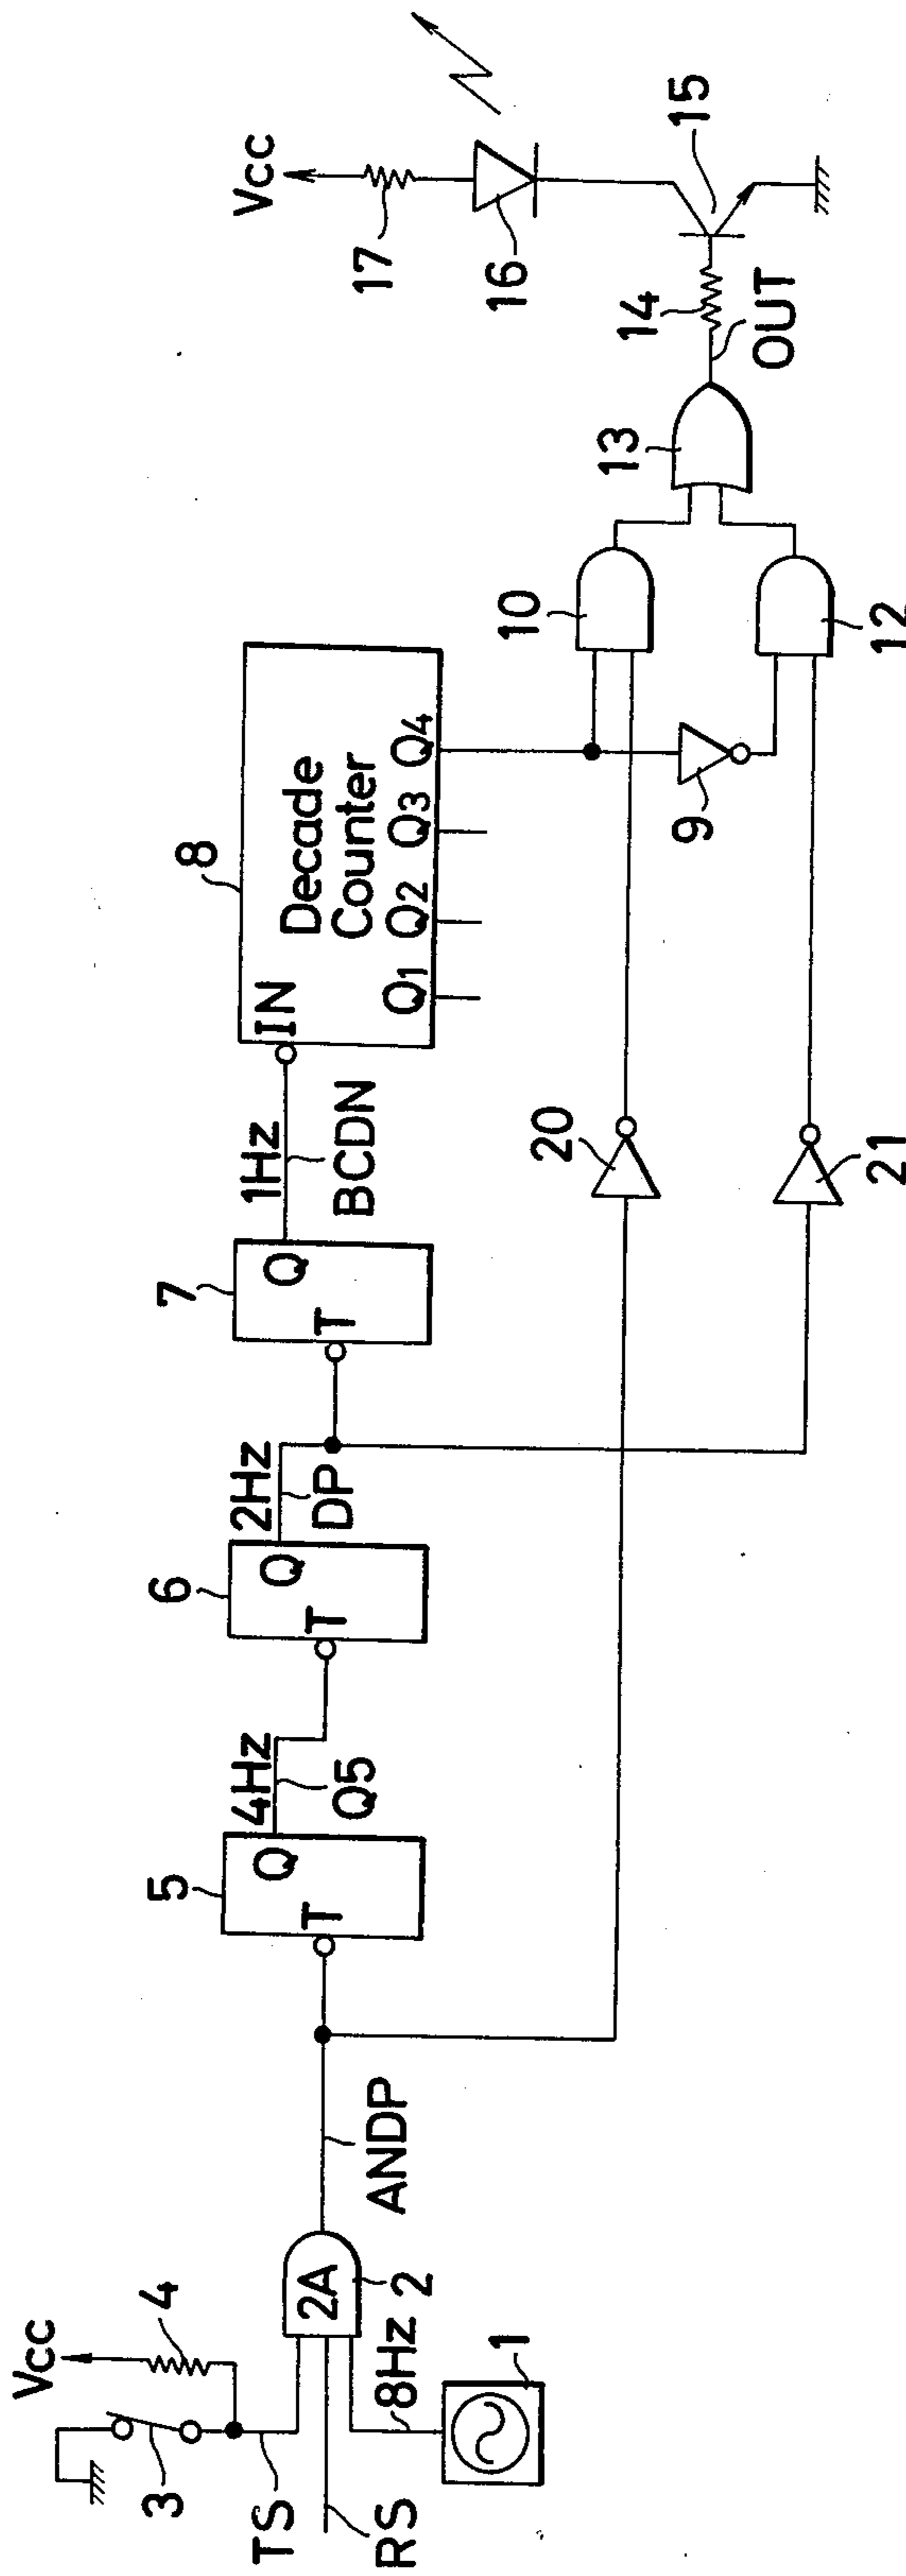 Vcc
4
3
TS
RS
2A
2
8Hz
1
ANDP
5
Q
T
4Hz
Q5
6
Q
T
2Hz
DP
7
Q
T
1Hz
BCDN
8
IN
Decade
Counter
Q1 Q2 Q3 Q4
20
21
9
10
12
13
OUT
14
15
16
17
Vcc